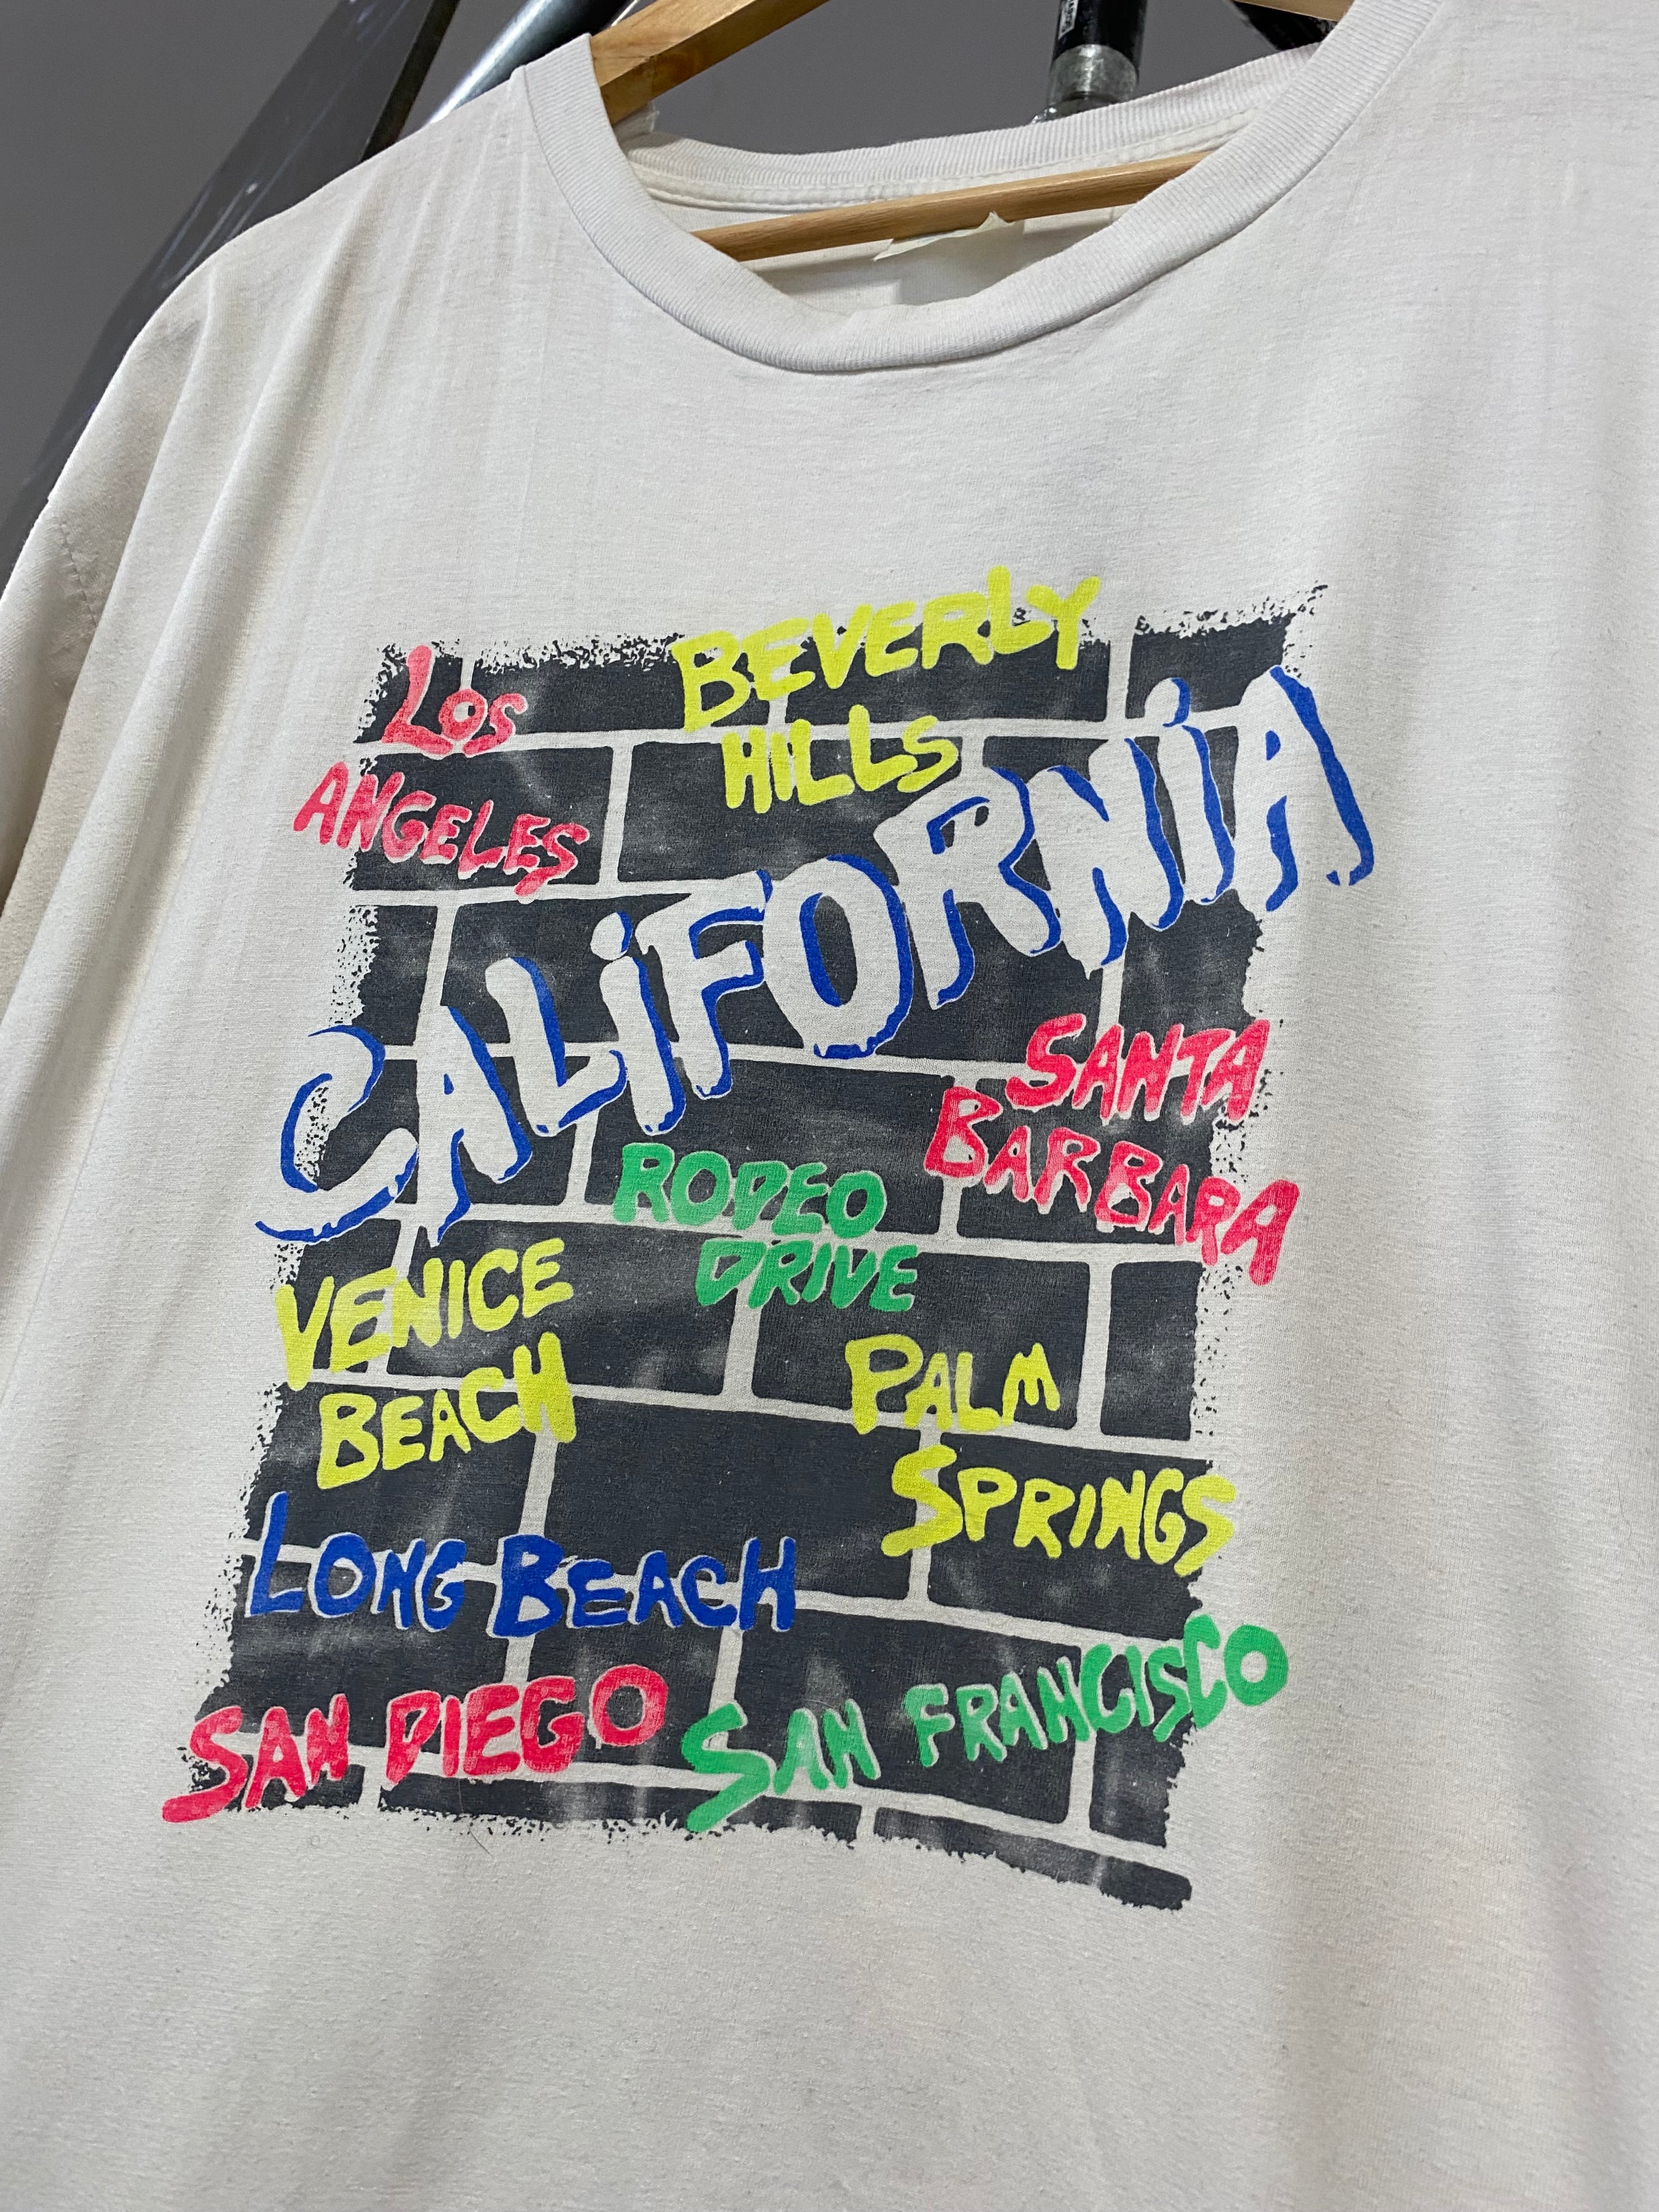 LOS
ANGELES
BEVERLY
HILLS
CALiFORNiA
SANTA
BARBARA
RODEO
DRIVE
VENICE
BEACH
PALM
SPRINGS
LONG BEACH
SAN DIEGO
SAN FRANCISCO